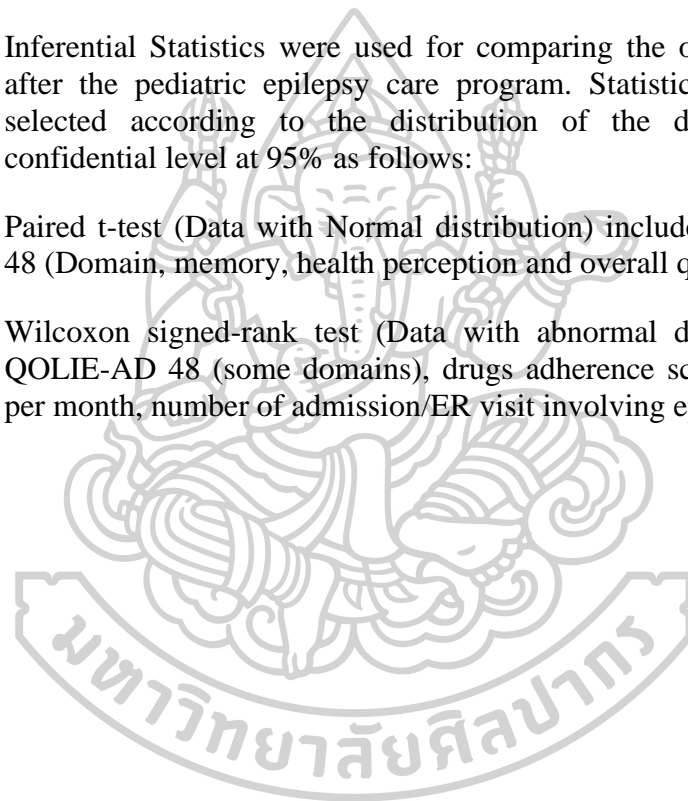 Inferential Statistics were used for comparing the
after the pediatric epilepsy care program.
selected according to the distribution of the
confidential level at 95% as follows:
Paired t-test (Data with Normal distribution)
48 (Domain, memory, health perception and overall
Wilcoxon signed-rank test (Data with abnormal
QOLIE-AD 48 (some domains), drugs adherence
per month, number of admission/ER visit involving
มหาวิทยาลัยศิลปากร